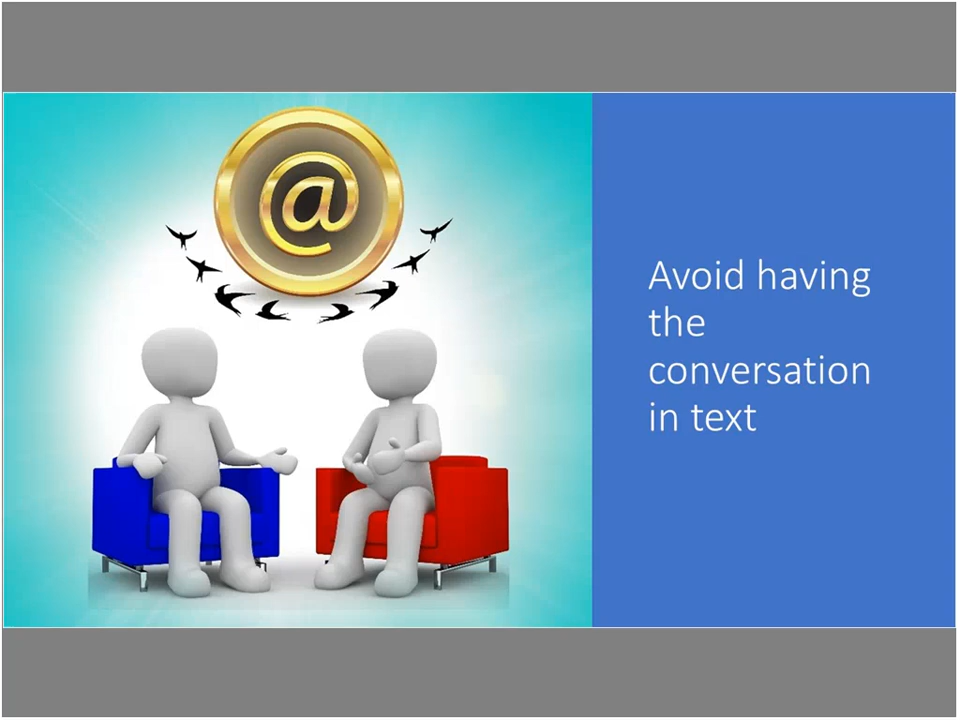 @
Avoid having
the
conversation
in text